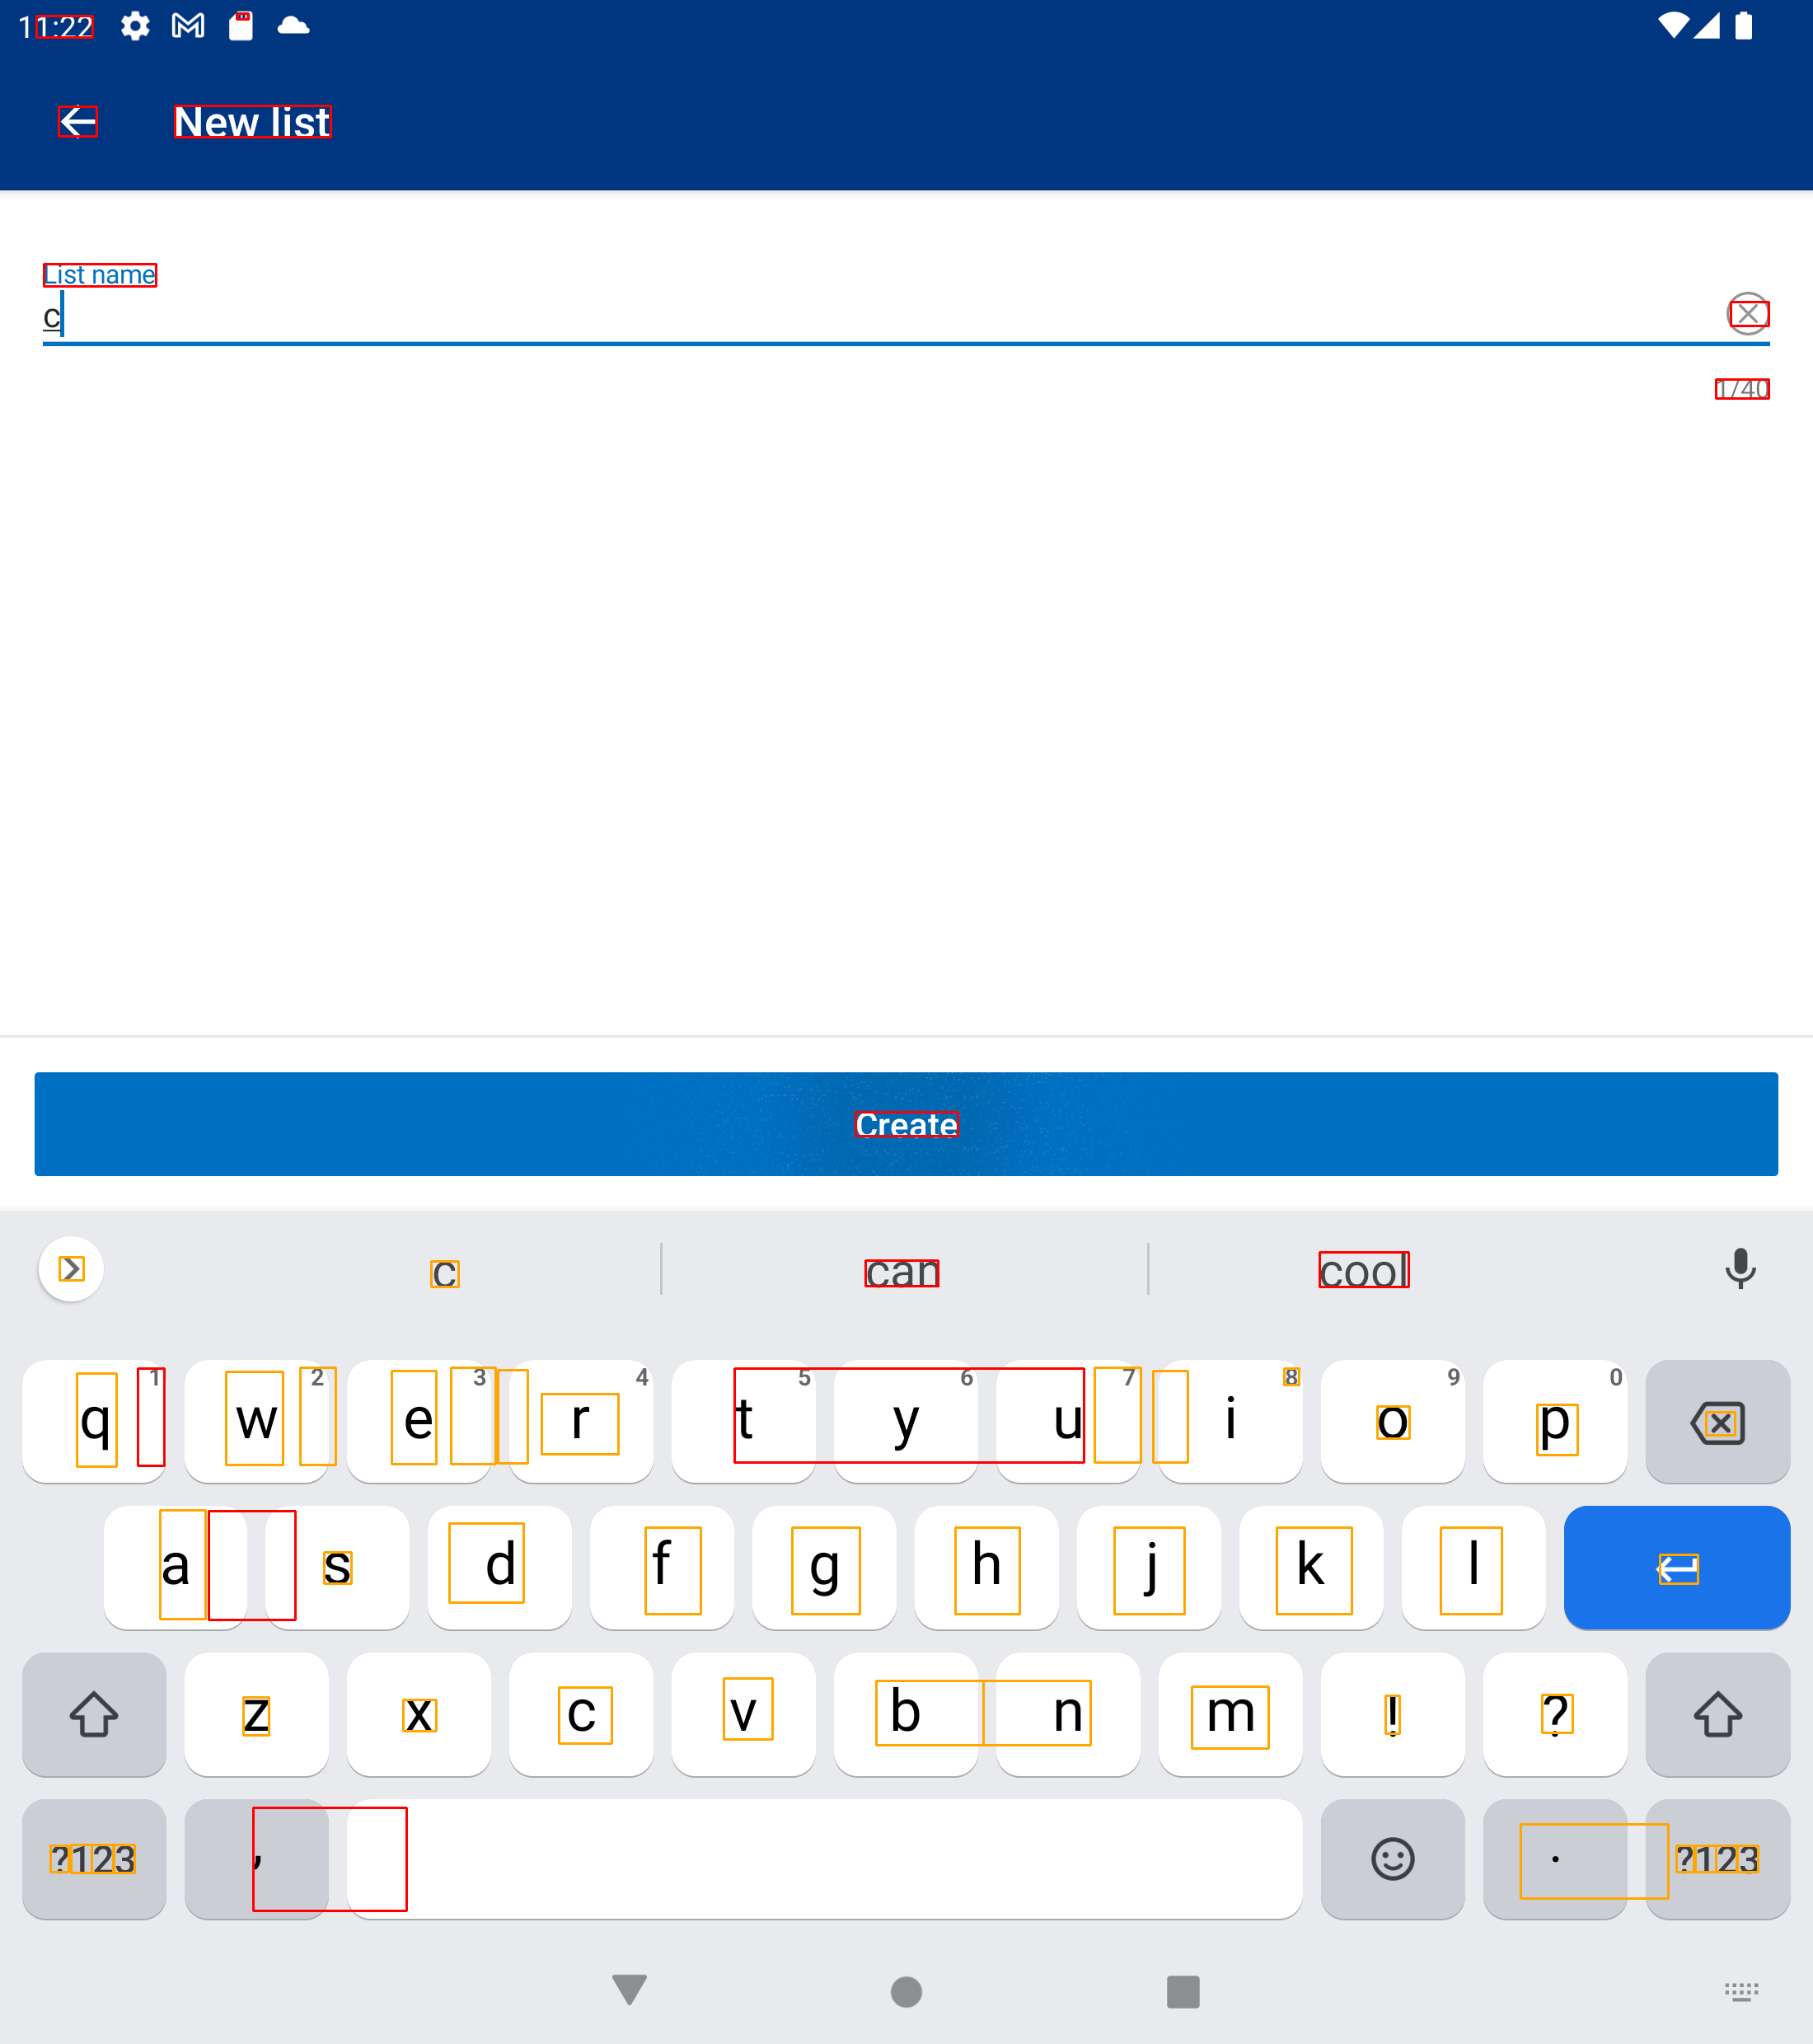 11:22
New list
List name
c
1/40
Create
c can cool
q 1 w 2 e 3 r 4 t 5 y 6 u 7 i 8 o 9 p 0
a s d f g h j k l
z x c v b n m ! ?
?123 , . ?123